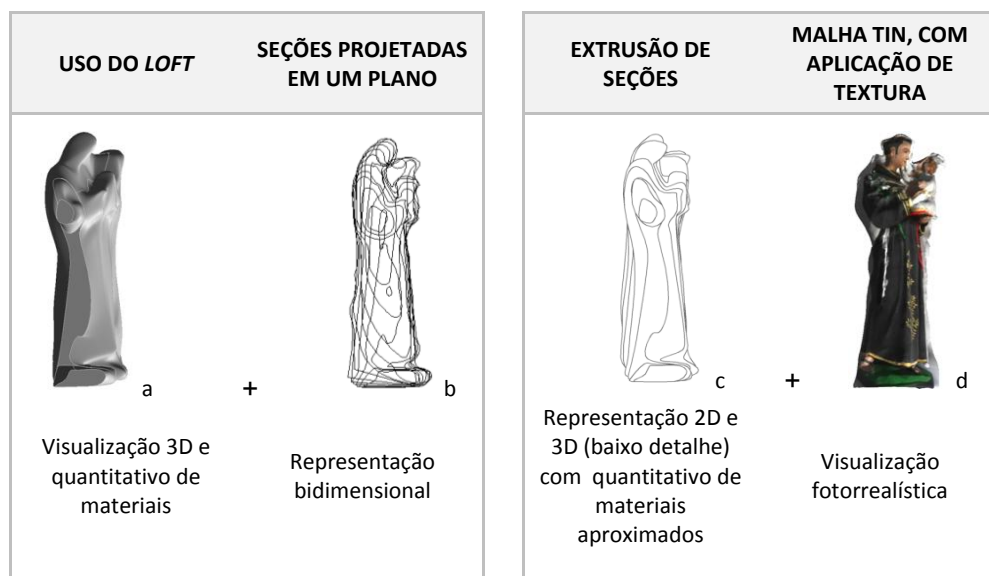 USO DO LOFT
SEÇÕES PROJETADAS
EM UM PLANO
a
+
b
Visualização 3D e
quantitativo de
materiais
Representação
bidimensional
EXTRUSÃO DE
SEÇÕES
MALHA TIN, COM
APLICAÇÃO DE
TEXTURA
c
+
d
Representação 2D e
3D (baixo detalhe)
com quantitativo de
materiais
aproximados
Visualização
fotorrealística